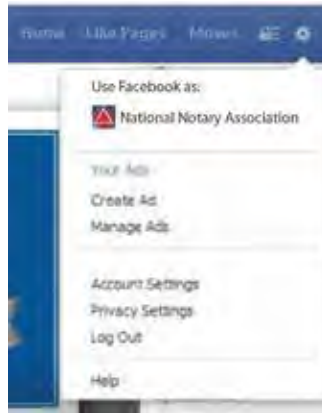 Home Like Pages Moses
Use Facebook as:
National Notary Association
Your Ads
Create Ad
Manage Ads
Account Settings
Privacy Settings
Log Out
Help